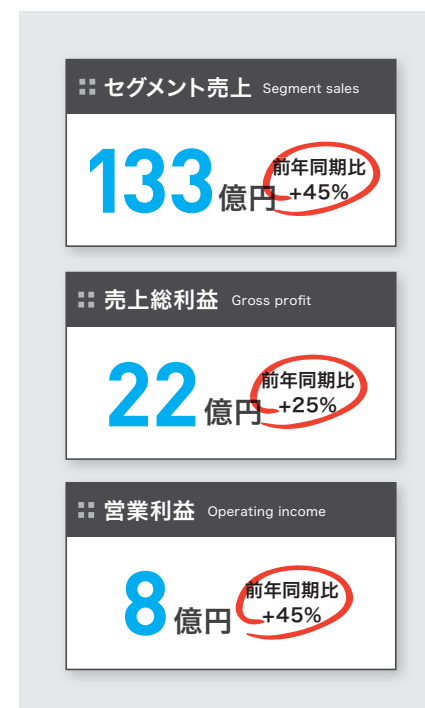 セグメント売上 Segment sales
133億円 前年同期比
+45%
売上総利益 Gross profit
22億円 前年同期比
+25%
営業利益 Operating income
8億円 前年同期比
+45%